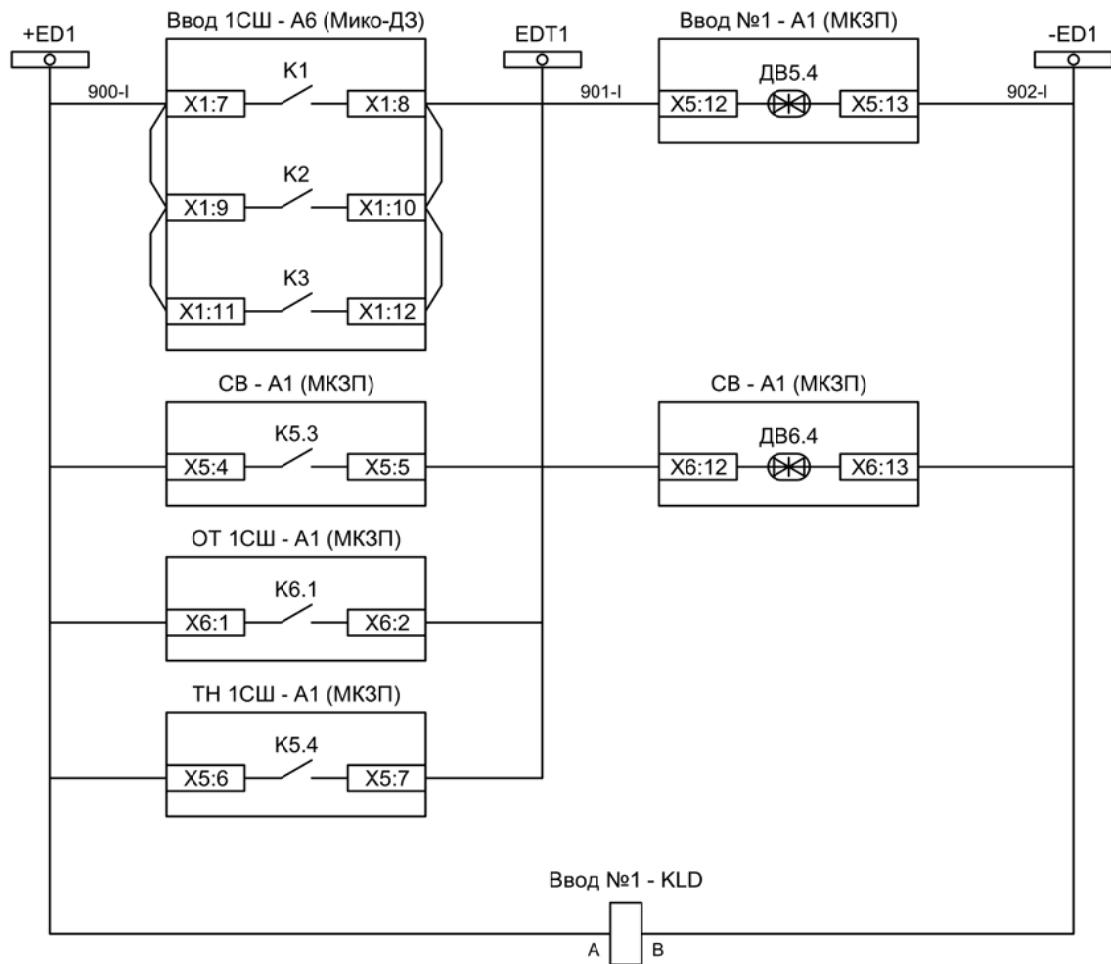 Ввод 1СШ - А6 (Мико-ДЗ)
Ввод №1 - А1 (МКЗП)
+ED1
EDT1
-ED1
K1
ДВ5.4
900-I
X1:7
X1:8
901-I
X5:12
X5:13
902-I
K2
X1:9
X1:10
K3
X1:11
X1:12
СВ - А1 (МКЗП)
СВ - А1 (МКЗП)
K5.3
ДВ6.4
X5:4
X5:5
X6:12
X6:13
ОТ 1СШ - А1 (МКЗП)
K6.1
X6:1
X6:2
ТН 1СШ - А1 (МКЗП)
K5.4
X5:6
X5:7
Ввод №1 - KLD
A
B